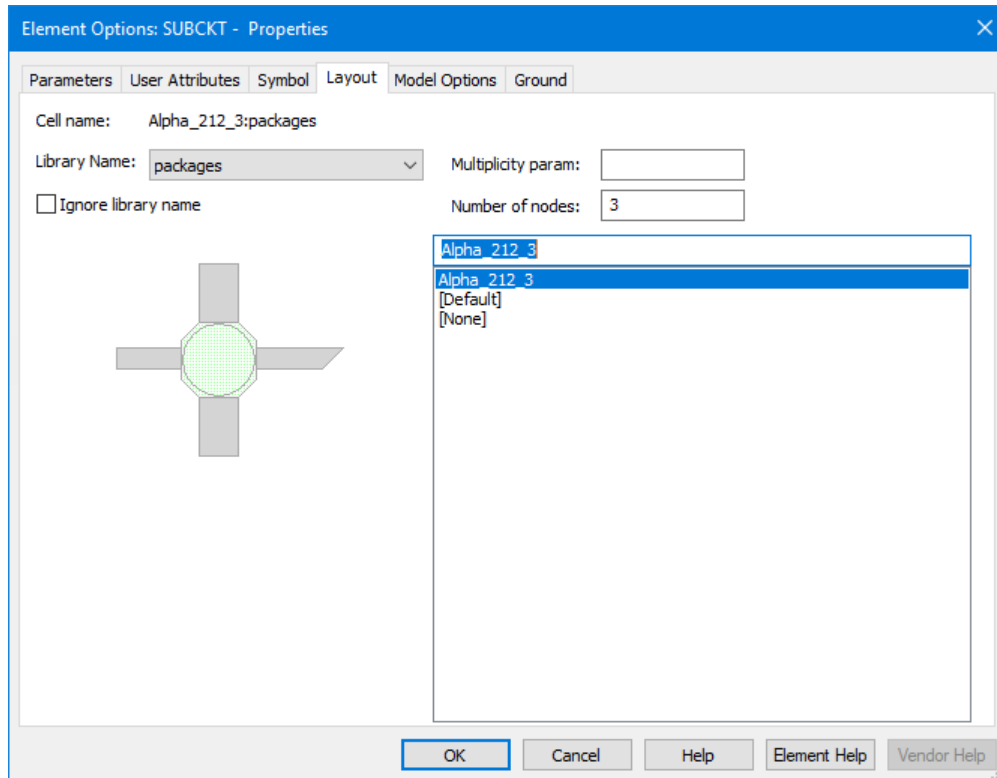 Element Options: SUBCKT - Properties
Parameters User Attributes Symbol Layout Model Options Ground
Cell name: Alpha_212_3:packages
Library Name: packages Multiplicity param:
Ignore library name Number of nodes: 3
Alpha_212_3
Alpha_212_3
[Default]
[None]
OK Cancel Help Element Help Vendor Help